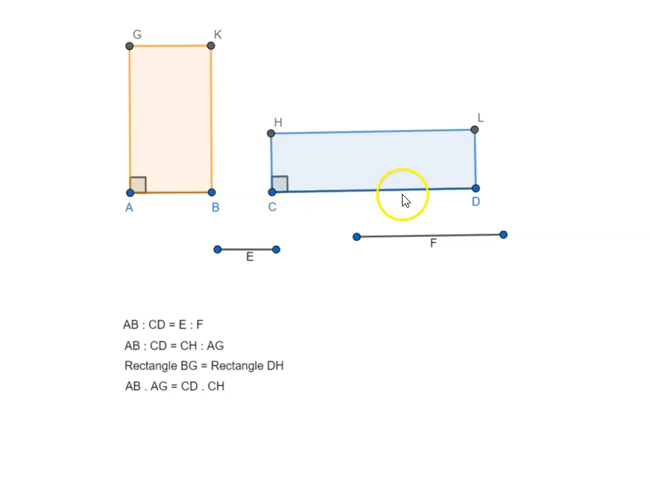 G K
H L
A B C D
E F
AB : CD = E : F
AB : CD = CH : AG
Rectangle BG = Rectangle DH
AB . AG = CD . CH